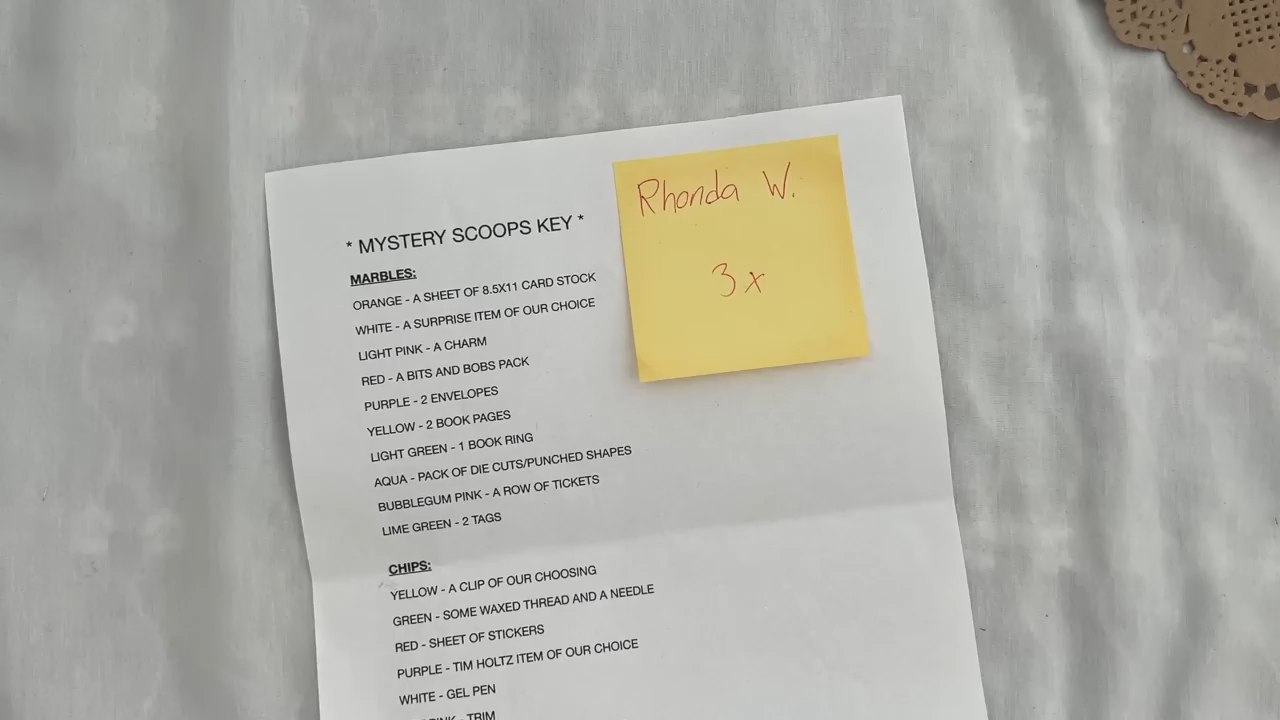 * MYSTERY SCOOPS KEY *
MARBLES:
ORANGE - A SHEET OF 8.5X11 CARD STOCK
WHITE - A SURPRISE ITEM OF OUR CHOICE
LIGHT PINK - A CHARM
RED - A BITS AND BOBS PACK
PURPLE - 2 ENVELOPES
YELLOW - 2 BOOK PAGES
LIGHT GREEN - 1 BOOK RING
AQUA - PACK OF DIE CUTS/PUNCHED SHAPES
BUBBLEGUM PINK - A ROW OF TICKETS
LIME GREEN - 2 TAGS
CHIPS:
YELLOW - A CLIP OF OUR CHOOSING
GREEN - SOME WAXED THREAD AND A NEEDLE
RED - SHEET OF STICKERS
PURPLE - TIM HOLTZ ITEM OF OUR CHOICE
WHITE - GEL PEN
PINK - TRIM
Rhonda W.
3x